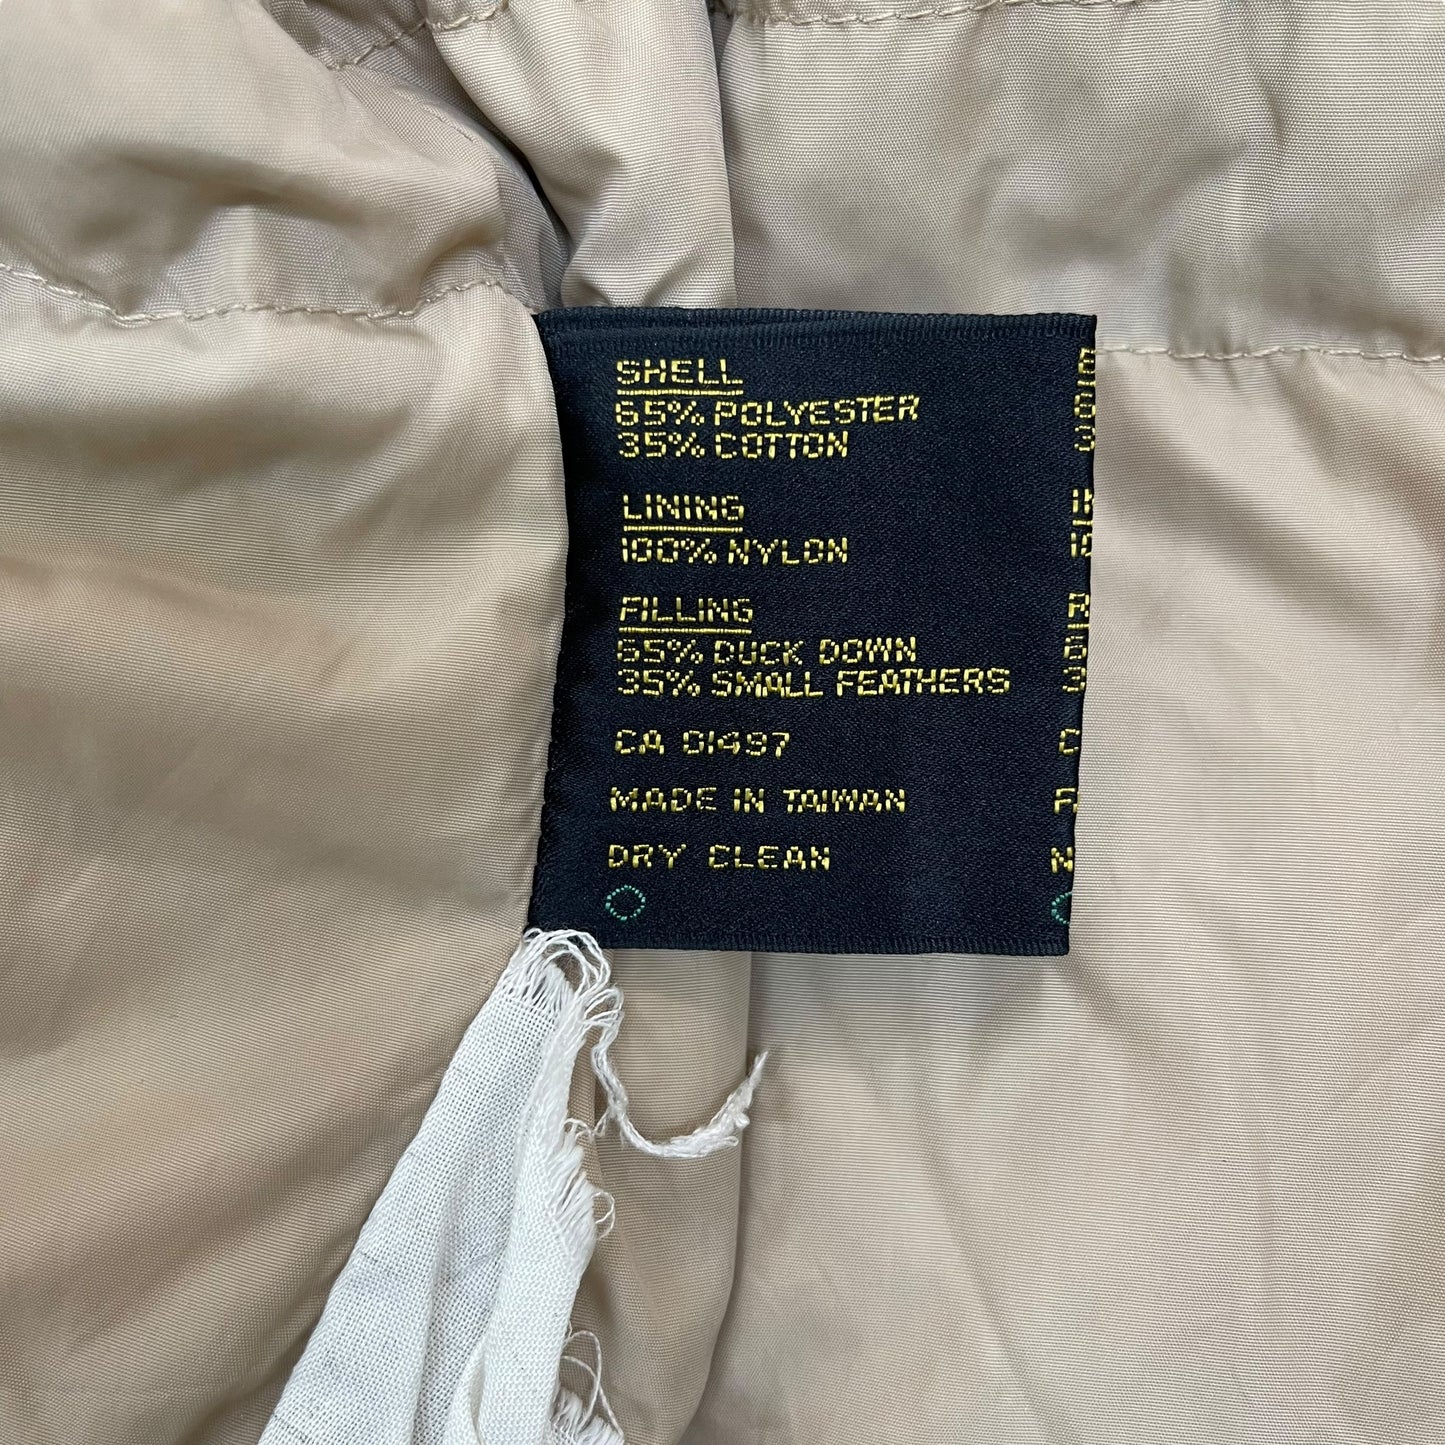 SHELL
65% POLYESTER
35% COTTON
LINING
100% NYLON
FILLING
65% DUCK DOWN
35% SMALL FEATHERS
CA 01497
MADE IN TAIWAN
DRY CLEAN